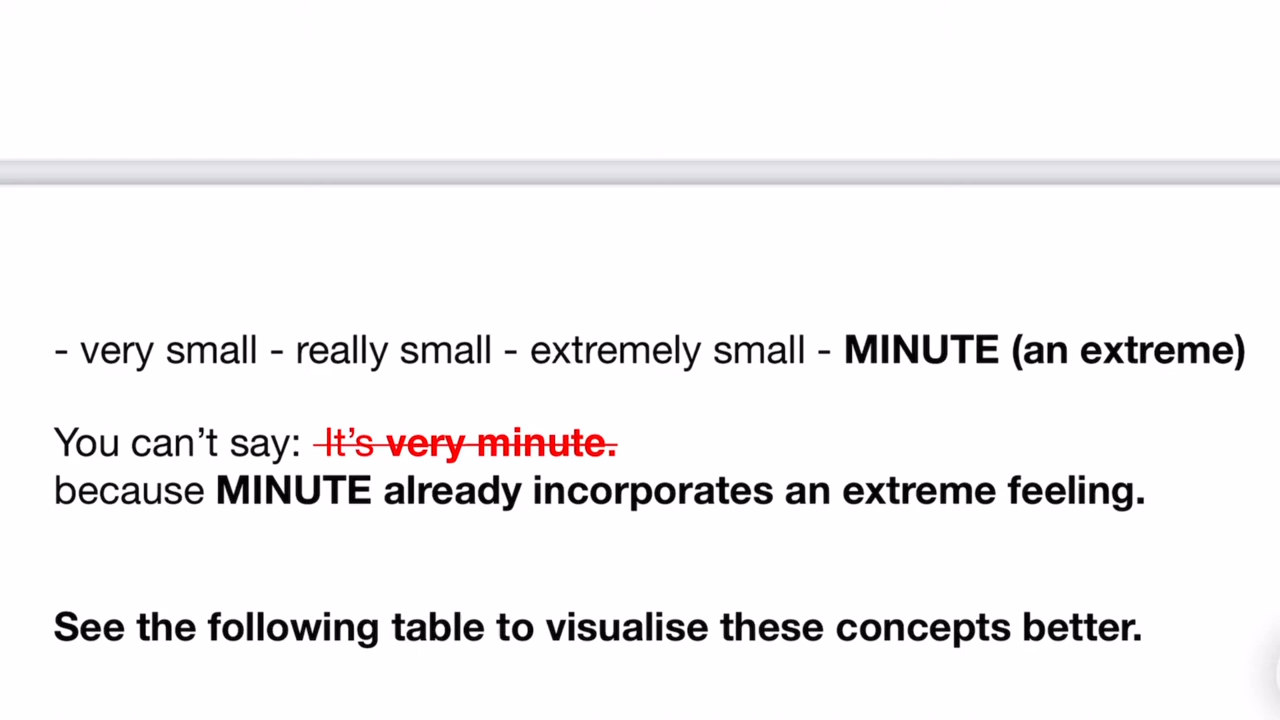 - very small - really small - extremely small - MINUTE (an extreme)
You can’t say: It’s very minute.
because MINUTE already incorporates an extreme feeling.
See the following table to visualise these concepts better.